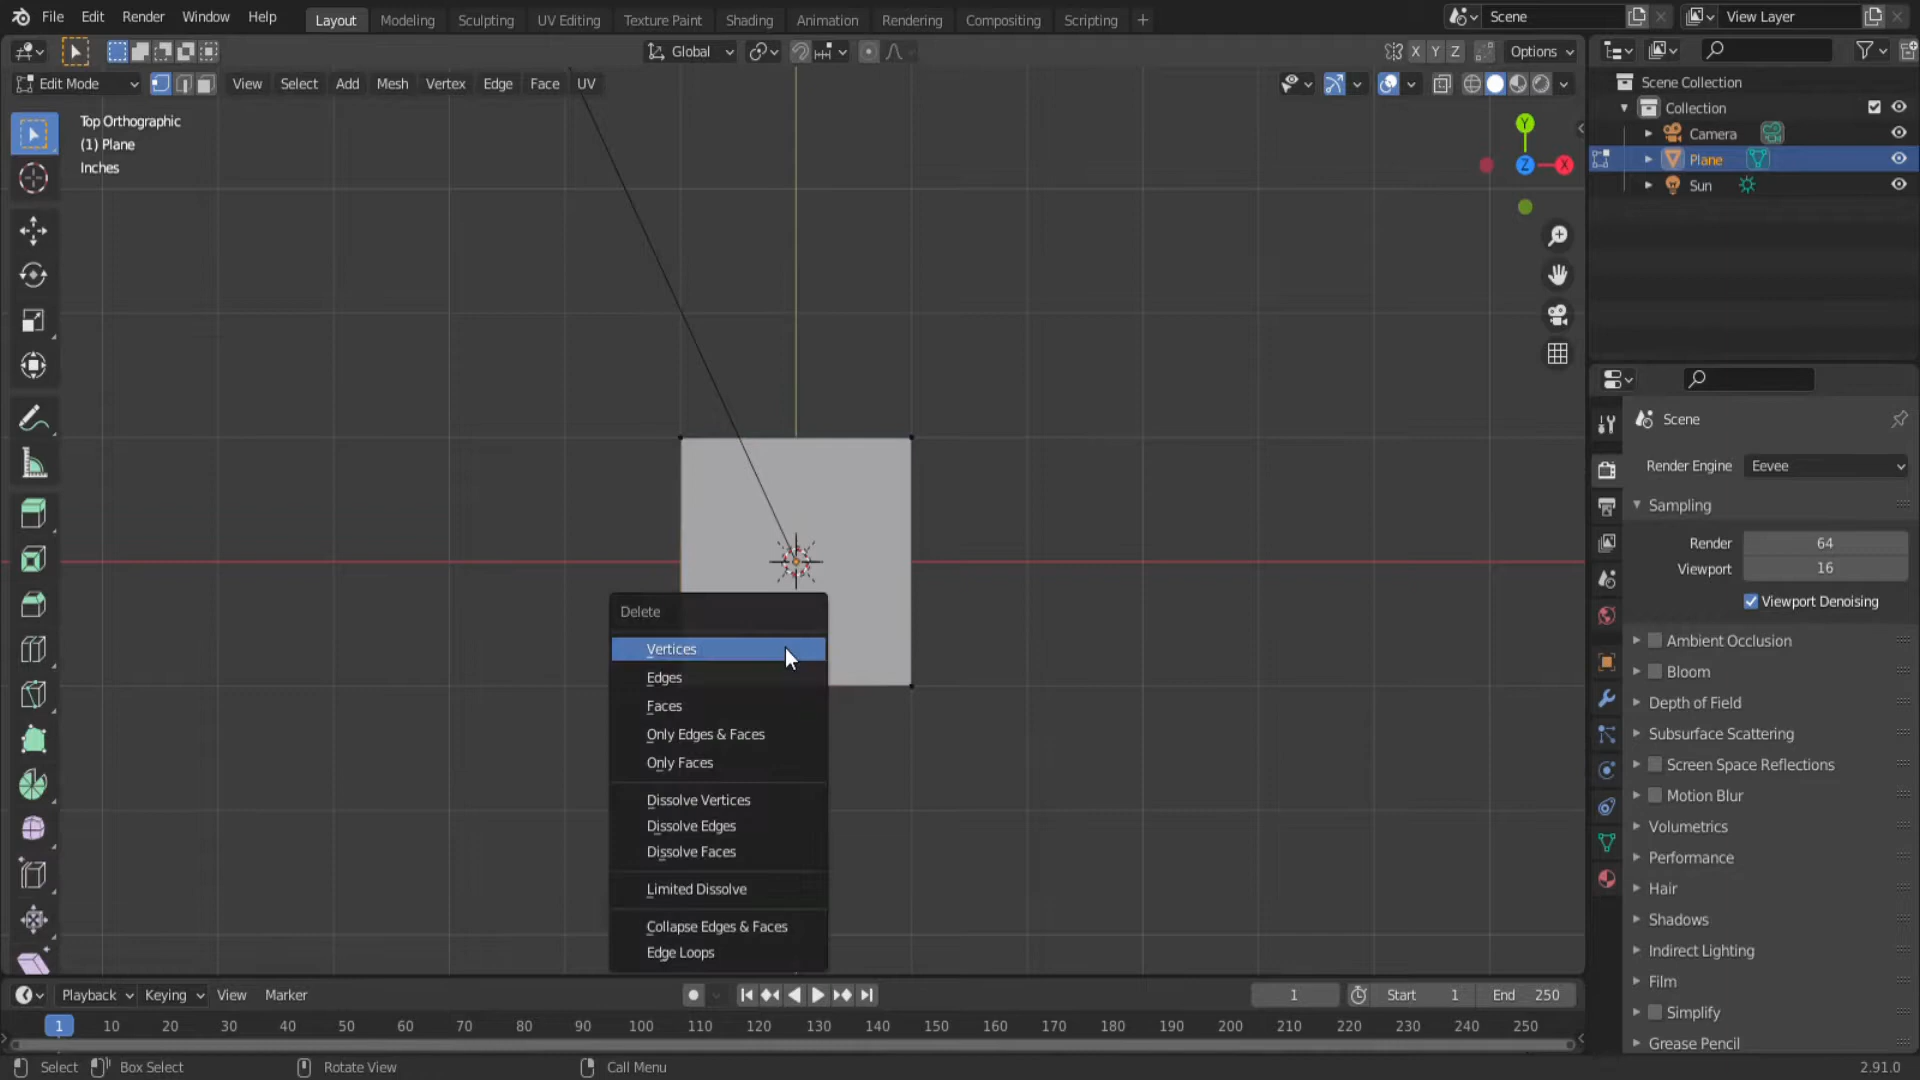 File Edit Render Window Help Layout Modeling Sculpting UV Editing Texture Paint Shading Animation Rendering Compositing Scripting + Scene View Layer
Global Options
X Y Z
Edit Mode View Select Add Mesh Vertex Edge Face UV
Top Orthographic
(1) Plane
Inches
Y
Z
X
Delete
Vertices
Edges
Faces
Only Edges & Faces
Only Faces
Dissolve Vertices
Dissolve Edges
Dissolve Faces
Limited Dissolve
Collapse Edges & Faces
Edge Loops
Scene Collection
Collection
Camera
Plane
Sun
Scene
Render Engine Eevee
Sampling
Render 64
Viewport 16
Viewport Denoising
Ambient Occlusion
Bloom
Depth of Field
Subsurface Scattering
Screen Space Reflections
Motion Blur
Volumetrics
Performance
Hair
Shadows
Indirect Lighting
Film
Simplify
Grease Pencil
Playback Keying View Marker 1 Start 1 End 250
1 10 20 30 40 50 60 70 80 90 100 110 120 130 140 150 160 170 180 190 200 210 220 230 240 250
Select Box Select Rotate View Call Menu 2.91.0